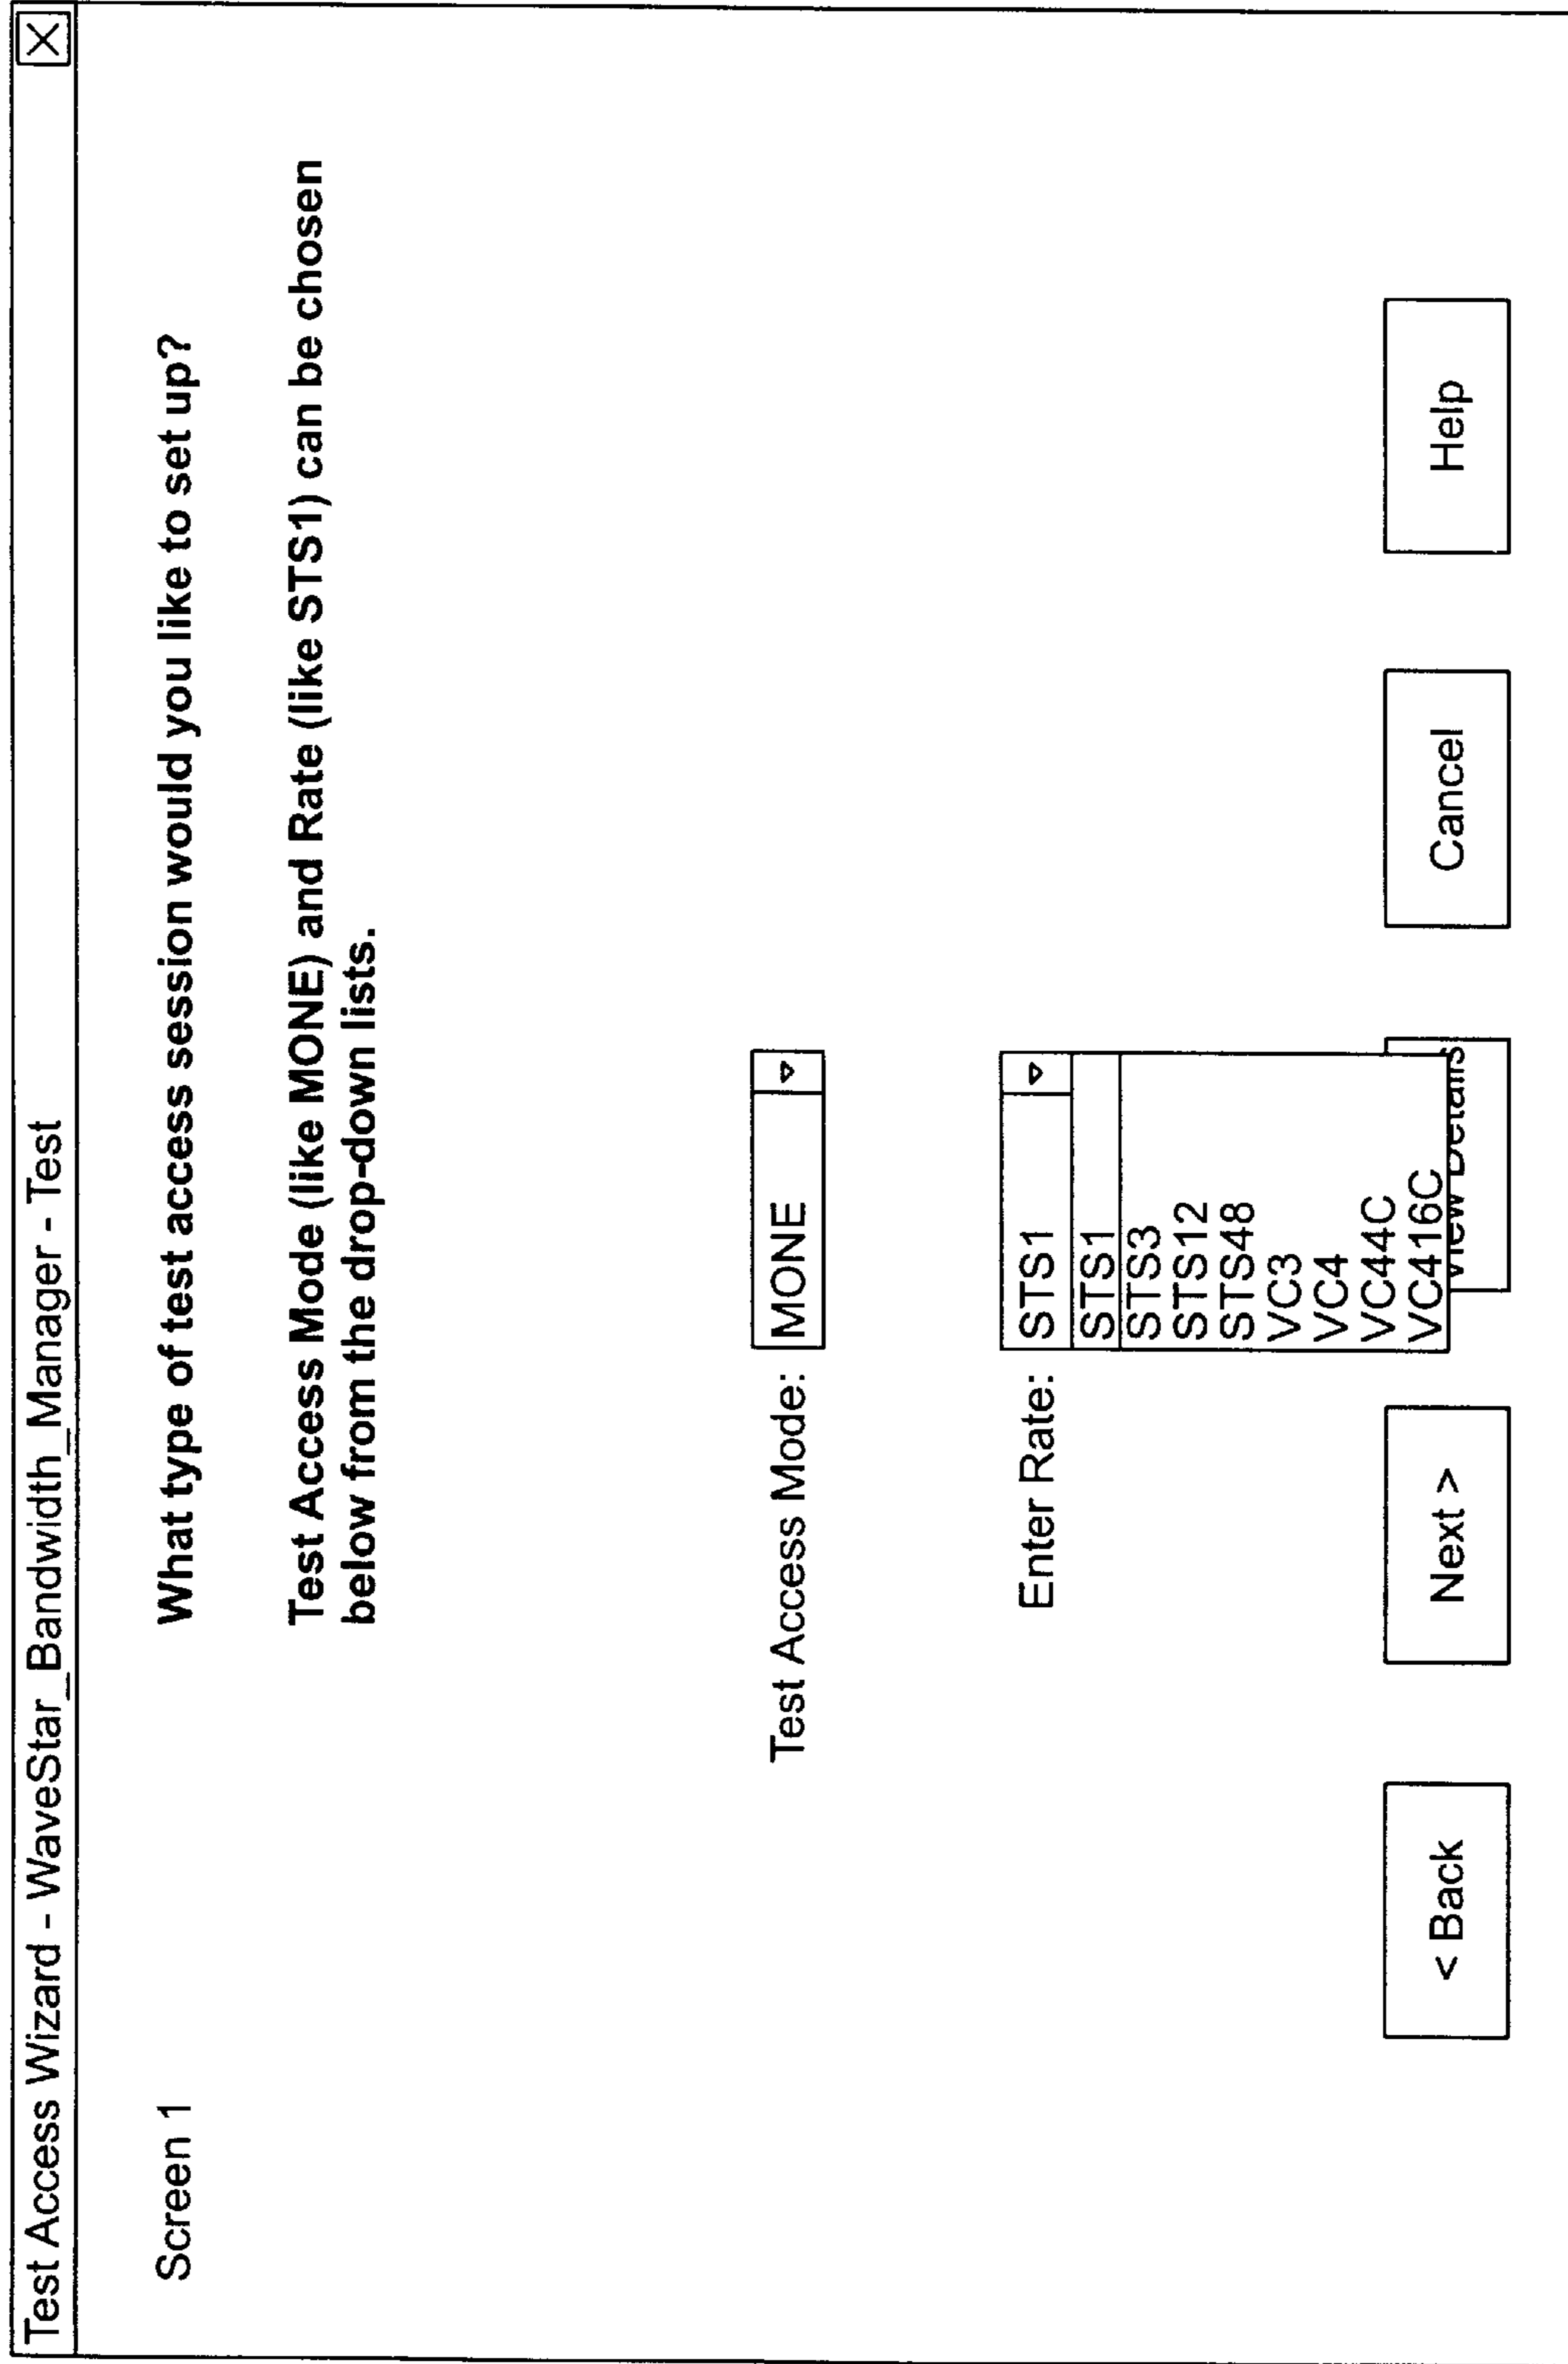 Test Access Wizard - WaveStar_Bandwidth_Manager - Test
Screen 1
What type of test access session would you like to set up?
Test Access Mode (like MONE) and Rate (like STS1) can be chosen
below from the drop-down lists.
Test Access Mode: MONE
Enter Rate: STS1
STS1
STS3
STS12
STS48
VC3
VC4
VC44C
VC416C
< Back
Next >
View Details
Cancel
Help